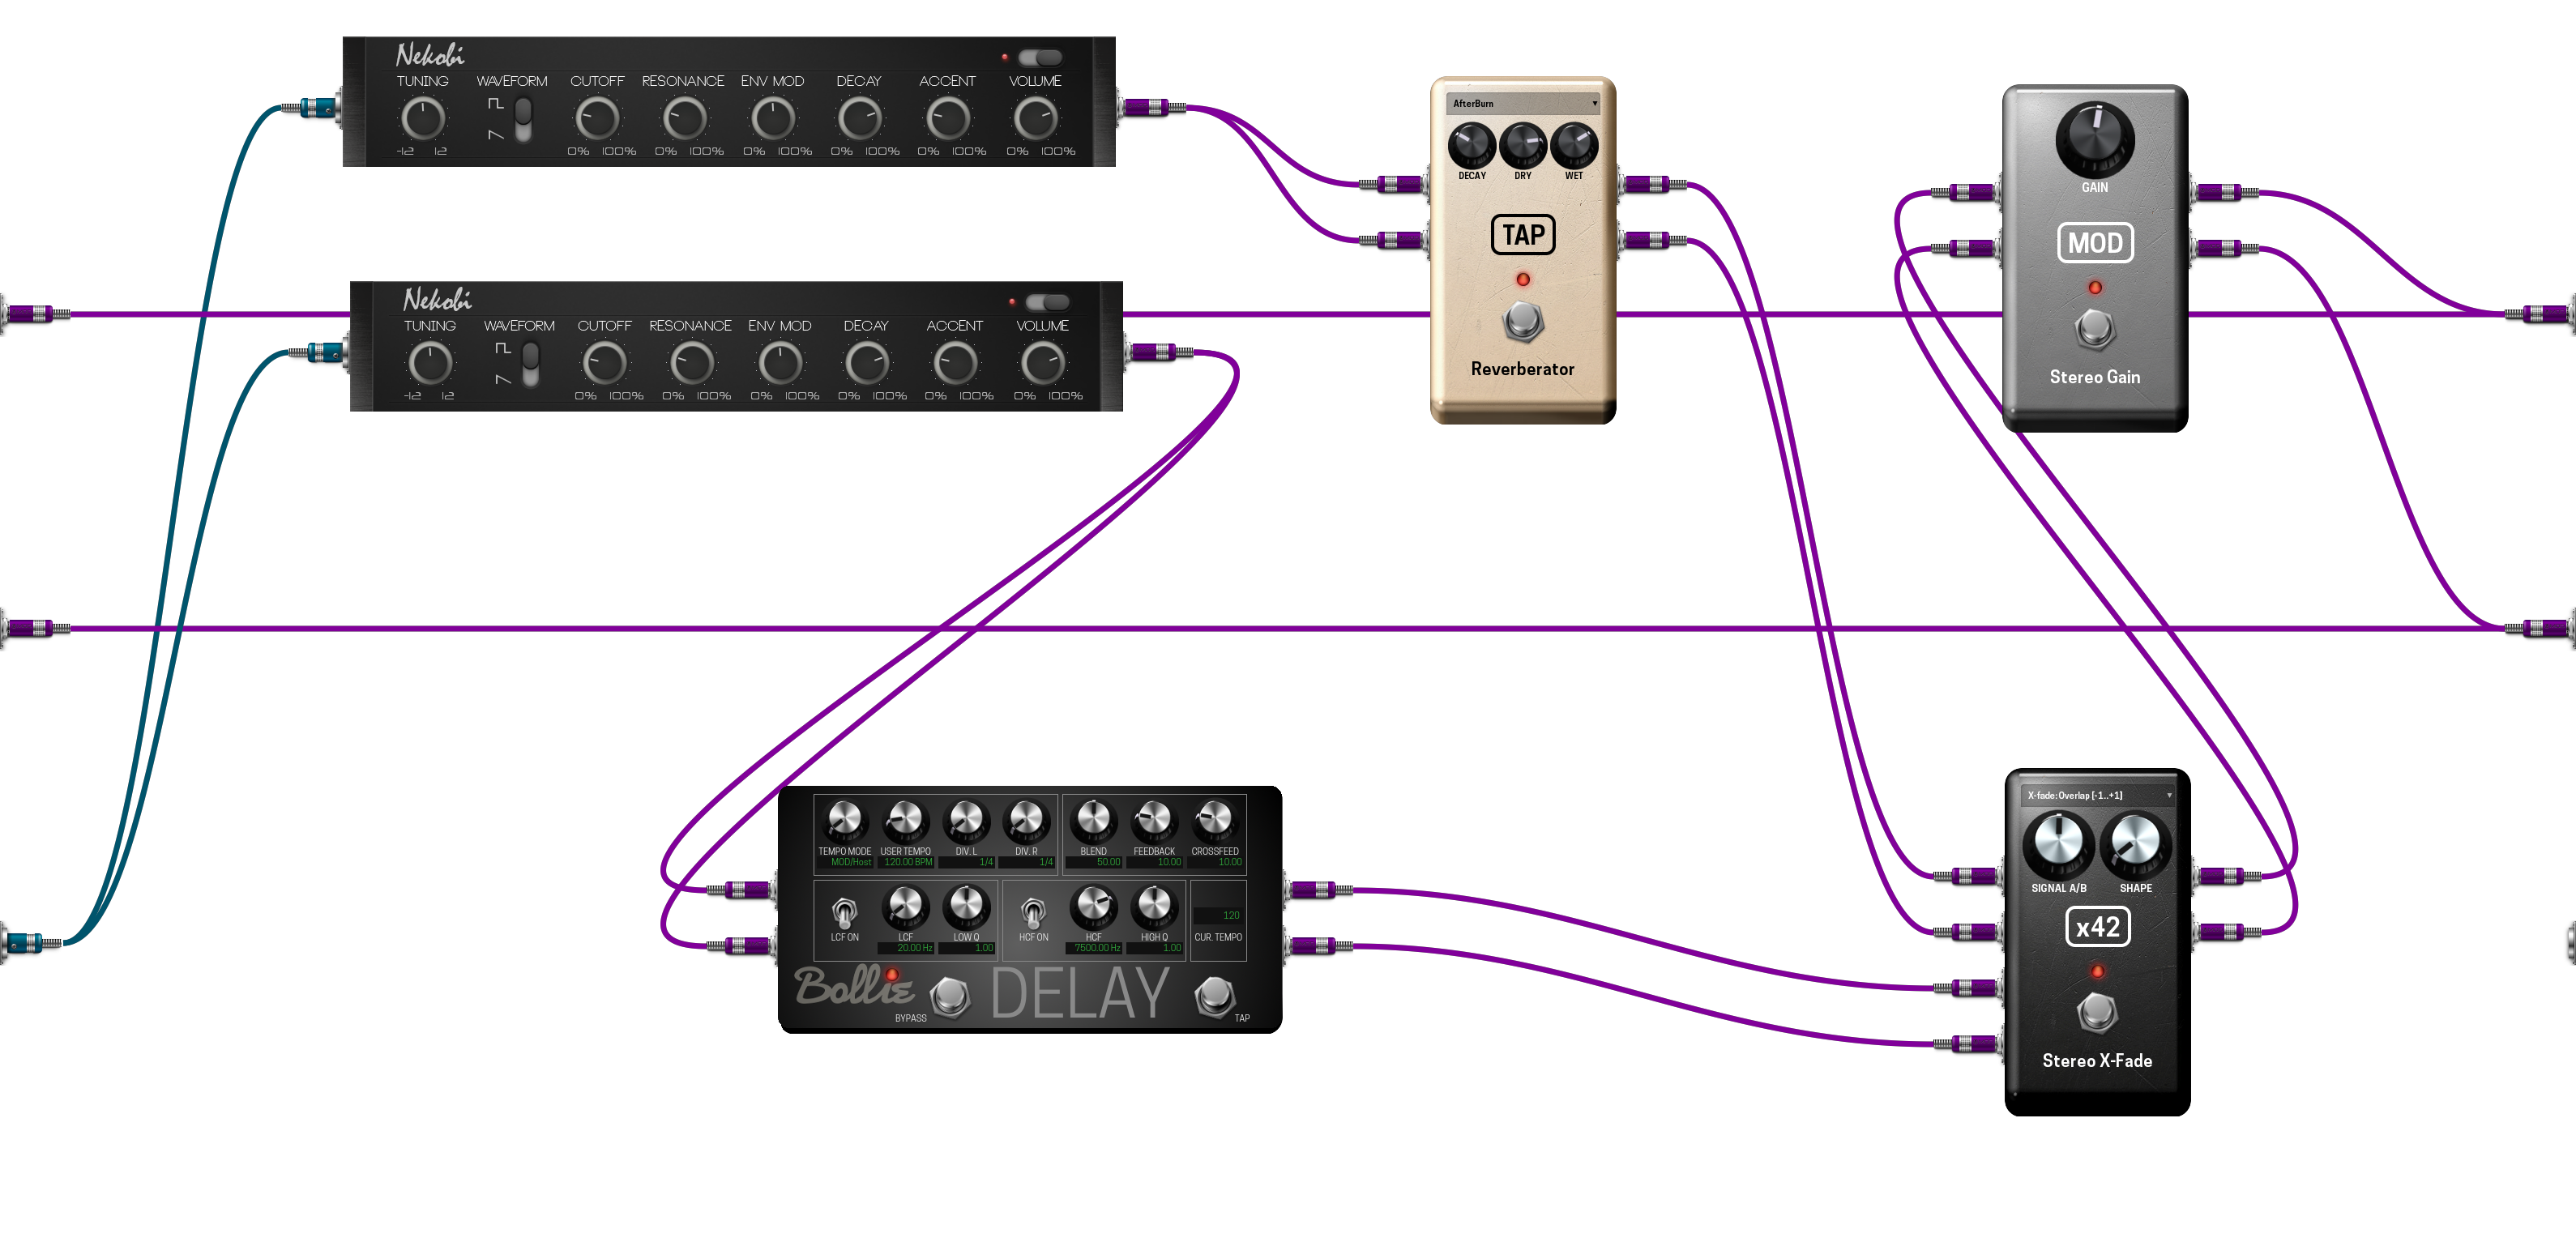 Nekobi
TUNING WAVEFORM CUTOFF RESONANCE ENV MOD DECAY ACCENT VOLUME
-12 12 0% 100% 0% 100% 0% 100% 0% 100% 0% 100% 0% 100%
AfterBurn
DECAY DRY WET
TAP
Reverberator
GAIN
MOD
Stereo Gain
Nekobi
TUNING WAVEFORM CUTOFF RESONANCE ENV MOD DECAY ACCENT VOLUME
-12 12 0% 100% 0% 100% 0% 100% 0% 100% 0% 100% 0% 100%
TEMPO MODE USER TEMPO DIV. L DIV. R BLEND FEEDBACK CROSSFEED
MOD/Host 120.00 BPM 1/4 1/4 50.00 10.00 10.00
120
LCF ON LCF LOW Q HCF ON HCF HIGH Q CUR. TEMPO
20.00 Hz 1.00 7500.00 Hz 1.00
Bollie DELAY
BYPASS TAP
X-fade: Overlap [-1..+1]
SIGNAL A/B SHAPE
x42
Stereo X-Fade